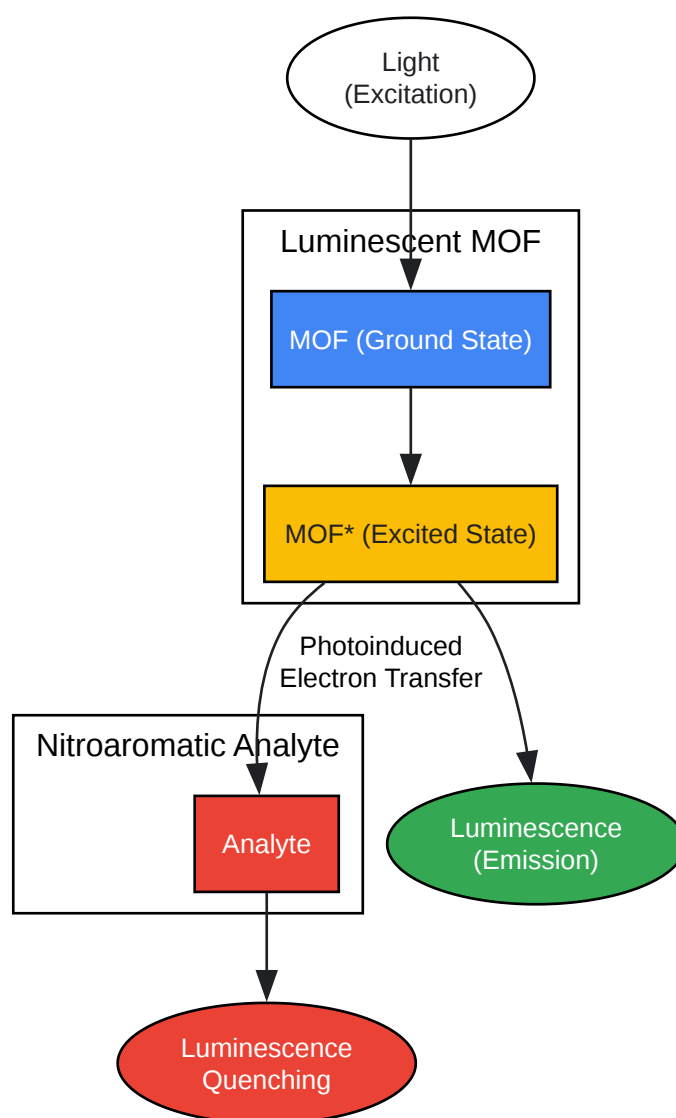 Light
(Excitation)
Luminescent MOF
MOF (Ground State)
MOF* (Excited State)
Photoinduced
Electron Transfer
Nitroaromatic Analyte
Analyte
Luminescence
(Emission)
Luminescence
Quenching